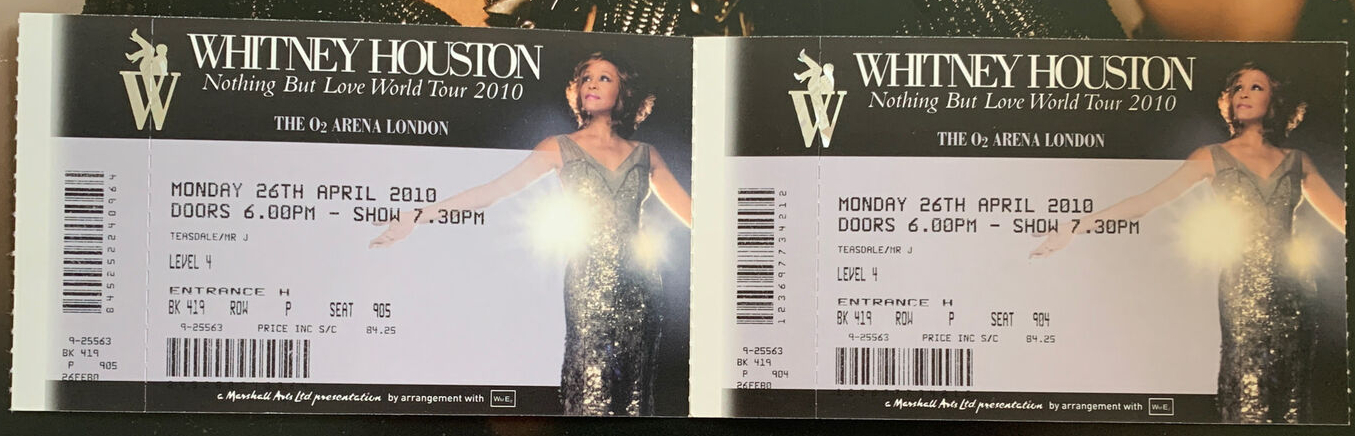 WHITNEY HOUSTON
Nothing But Love World Tour 2010
THE O2 ARENA LONDON
W
MONDAY 26TH APRIL 2010
DOORS 6.00PM - SHOW 7.30PM
TEASDALE/MR J
LEVEL 4
ENTRANCE H
BK 419 ROW P SEAT 905
9-25563 PRICE INC S/C 84.25
9-25563
BK 419
P 905
a Marshall Arts Ltd presentation by arrangement with
WHITNEY HOUSTON
Nothing But Love World Tour 2010
THE O2 ARENA LONDON
W
MONDAY 26TH APRIL 2010
DOORS 6.00PM - SHOW 7.30PM
TEASDALE/MR J
LEVEL 4
ENTRANCE H
BK 419 ROW P SEAT 904
9-25563 PRICE INC S/C 84.25
9-25563
BK 419
P 904
a Marshall Arts Ltd presentation by arrangement with